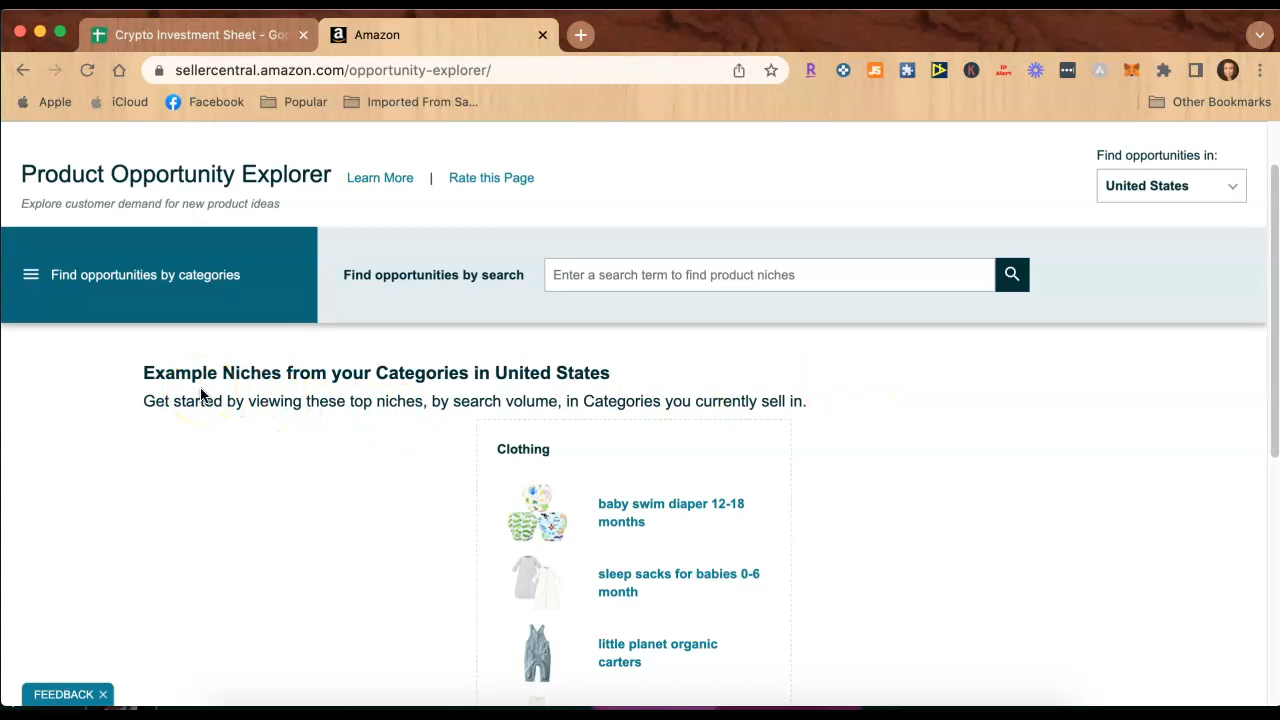 Crypto Investment Sheet - Goo
Amazon
sellercentral.amazon.com/opportunity-explorer/
Apple
iCloud
Facebook
Popular
Imported From Sa...
Other Bookmarks
Product Opportunity Explorer
Learn More | Rate this Page
Explore customer demand for new product ideas
Find opportunities in:
United States
Find opportunities by categories
Find opportunities by search
Enter a search term to find product niches
Example Niches from your Categories in United States
Get started by viewing these top niches, by search volume, in Categories you currently sell in.
Clothing
baby swim diaper 12-18
months
sleep sacks for babies 0-6
month
little planet organic
carters
FEEDBACK